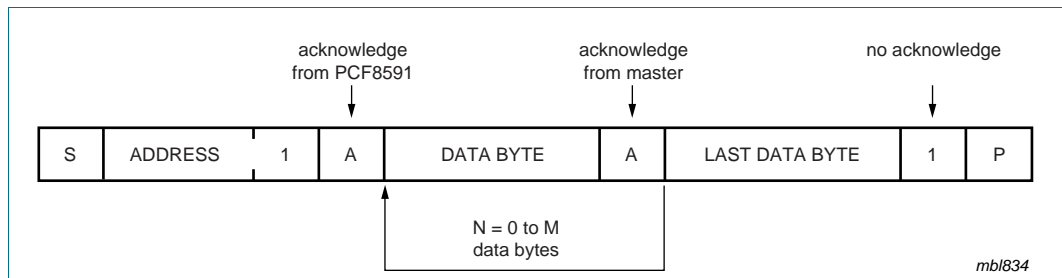 acknowledge
from PCF8591
acknowledge
from master
no acknowledge
S ADDRESS 1 A DATA BYTE A LAST DATA BYTE 1 P
N = 0 to M
data bytes
mbl834